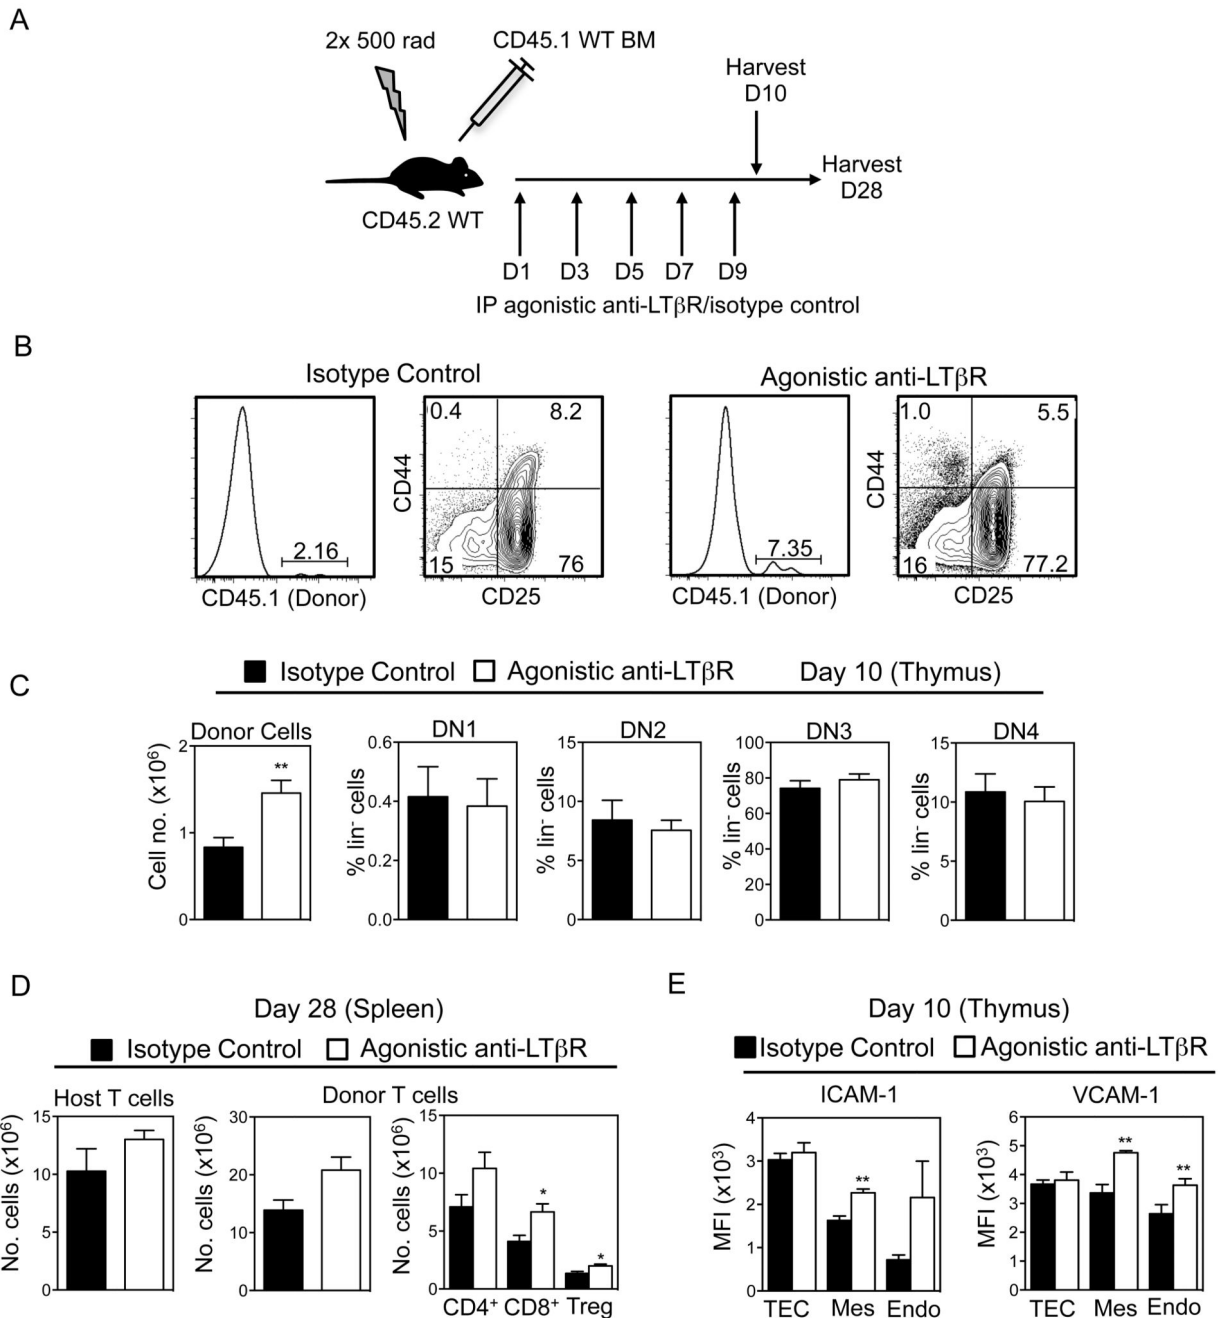 A
2x 500 rad
CD45.1 WT BM
Harvest
D10
Harvest
D28
CD45.2 WT
D1 D3 D5 D7 D9
IP agonistic anti-LTβR/isotype control
B
Isotype Control
0.4 8.2
2.16
CD44
15 76
CD45.1 (Donor)
CD25
Agonistic anti-LTβR
1.0 5.5
7.35
CD44
16 77.2
CD45.1 (Donor)
CD25
C
Isotype Control Agonistic anti-LTβR Day 10 (Thymus)
Donor Cells
Cell no. (x10⁶)
2
1
0
**
DN1
% lin⁻ cells
0.6
0.4
0.2
0.0
DN2
% lin⁻ cells
15
10
5
0
DN3
% lin⁻ cells
100
80
60
40
20
0
DN4
% lin⁻ cells
15
10
5
0
D
Day 28 (Spleen)
Isotype Control Agonistic anti-LTβR
Host T cells
No. cells (x10⁶)
15
10
5
0
Donor T cells
No. cells (x10⁶)
30
20
10
0
No. cells (x10⁶)
15
10
5
0
*
*
CD4⁺ CD8⁺ Treg
E
Day 10 (Thymus)
Isotype Control Agonistic anti-LTβR
ICAM-1
MFI (x10³)
4
3
2
1
0
**
TEC Mes Endo
VCAM-1
MFI (x10³)
6
5
4
3
2
1
0
**
**
TEC Mes Endo